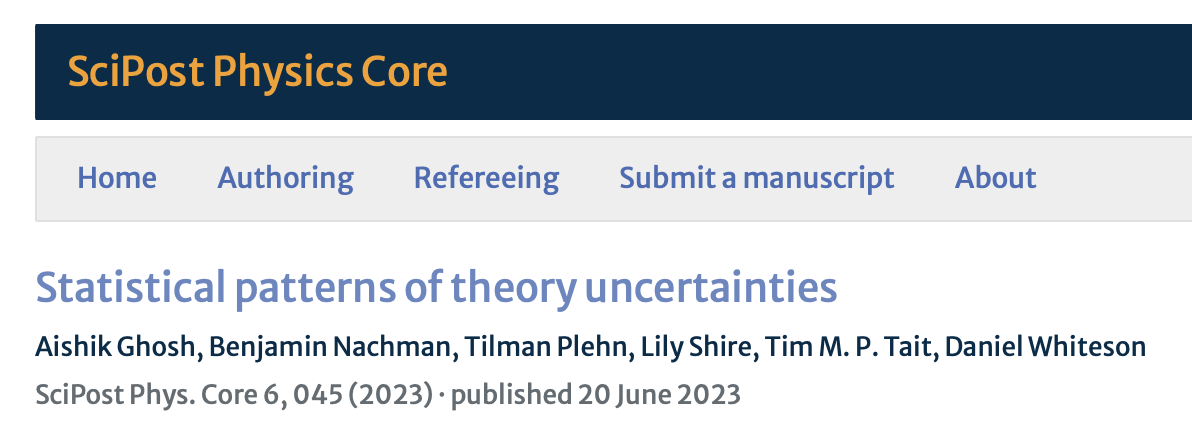 SciPost Physics Core
Home Authoring Refereeing Submit a manuscript About
Statistical patterns of theory uncertainties
Aishik Ghosh, Benjamin Nachman, Tilman Plehn, Lily Shire, Tim M. P. Tait, Daniel Whiteson
SciPost Phys. Core 6, 045 (2023) · published 20 June 2023